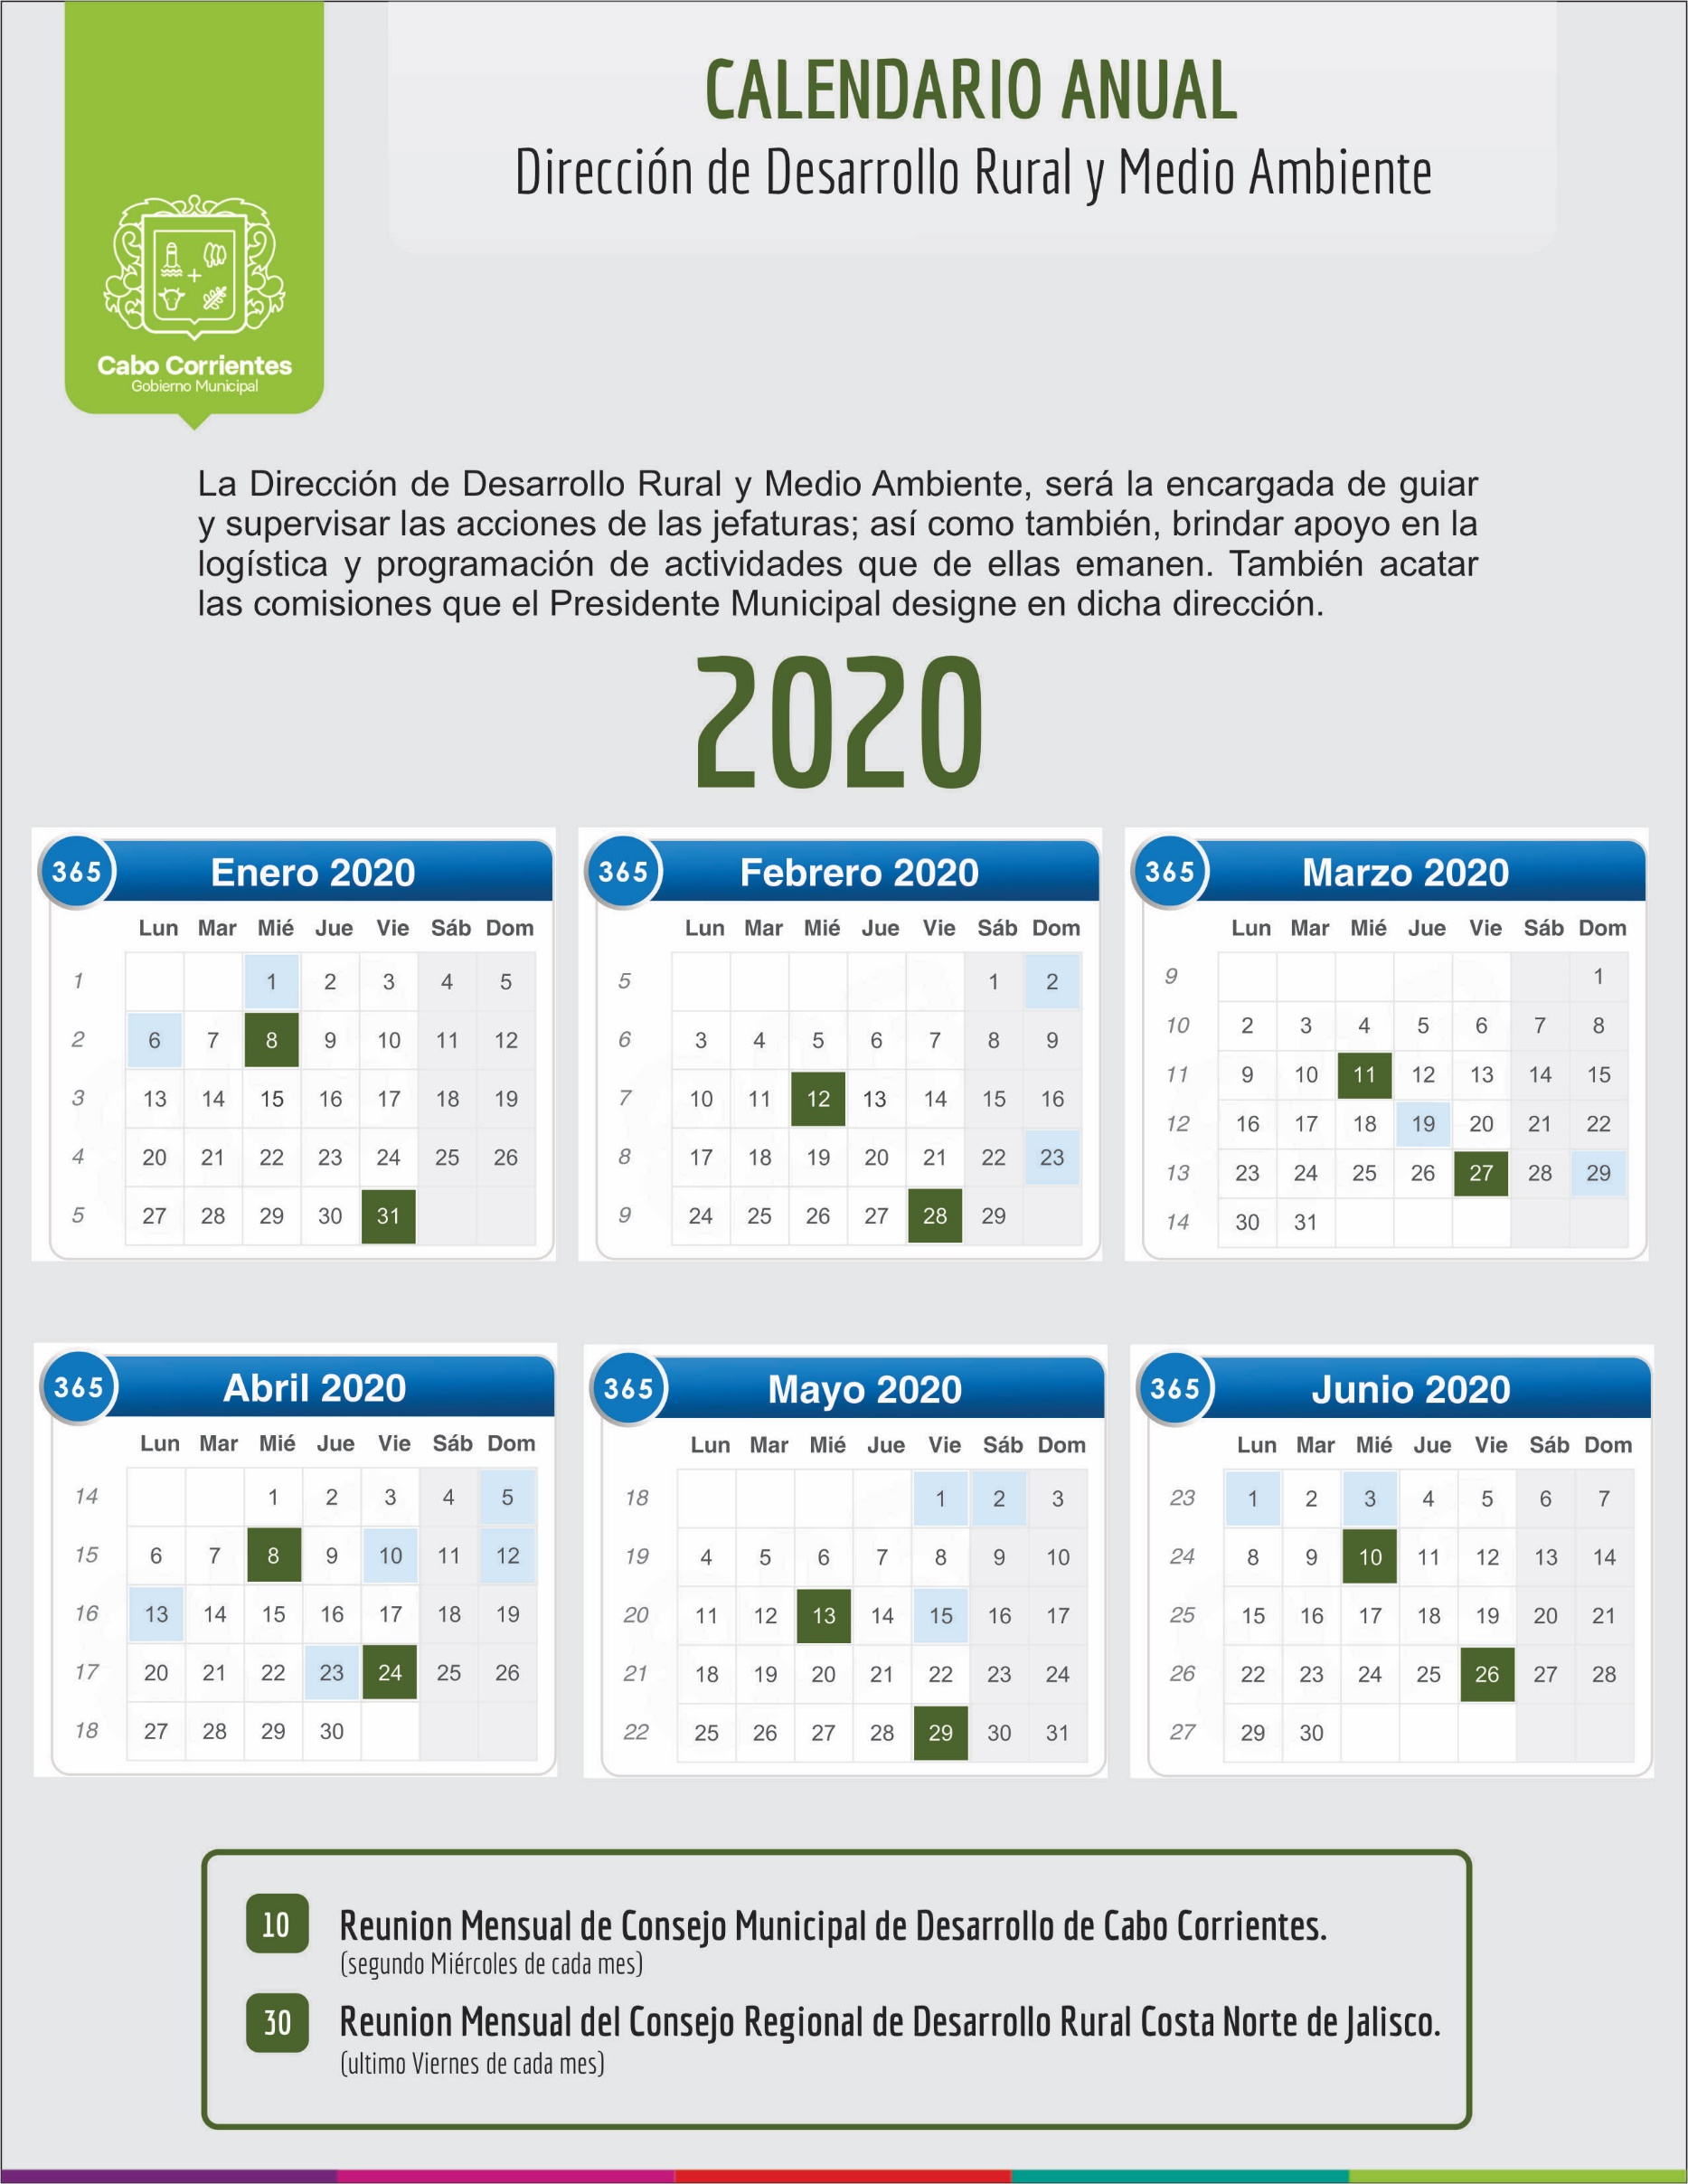 CALENDARIO ANUAL
Dirección de Desarrollo Rural y Medio Ambiente
Cabo Corrientes
Gobierno Municipal
La Dirección de Desarrollo Rural y Medio Ambiente, será la encargada de guiar
y supervisar las acciones de las jefaturas; así como también, brindar apoyo en la
logística y programación de actividades que de ellas emanen. También acatar
las comisiones que el Presidente Municipal designe en dicha dirección.
2020
365 Enero 2020
Lun Mar Mié Jue Vie Sáb Dom
1 1 2 3 4 5
2 6 7 8 9 10 11 12
3 13 14 15 16 17 18 19
4 20 21 22 23 24 25 26
5 27 28 29 30 31
365 Febrero 2020
Lun Mar Mié Jue Vie Sáb Dom
5 1 2
6 3 4 5 6 7 8 9
7 10 11 12 13 14 15 16
8 17 18 19 20 21 22 23
9 24 25 26 27 28 29
365 Marzo 2020
Lun Mar Mié Jue Vie Sáb Dom
9 1
10 2 3 4 5 6 7 8
11 9 10 11 12 13 14 15
12 16 17 18 19 20 21 22
13 23 24 25 26 27 28 29
14 30 31
365 Abril 2020
Lun Mar Mié Jue Vie Sáb Dom
14 1 2 3 4 5
15 6 7 8 9 10 11 12
16 13 14 15 16 17 18 19
17 20 21 22 23 24 25 26
18 27 28 29 30
365 Mayo 2020
Lun Mar Mié Jue Vie Sáb Dom
18 1 2 3
19 4 5 6 7 8 9 10
20 11 12 13 14 15 16 17
21 18 19 20 21 22 23 24
22 25 26 27 28 29 30 31
365 Junio 2020
Lun Mar Mié Jue Vie Sáb Dom
23 1 2 3 4 5 6 7
24 8 9 10 11 12 13 14
25 15 16 17 18 19 20 21
26 22 23 24 25 26 27 28
27 29 30
10 Reunion Mensual de Consejo Municipal de Desarrollo de Cabo Corrientes.
(segundo Miércoles de cada mes)
30 Reunion Mensual del Consejo Regional de Desarrollo Rural Costa Norte de Jalisco.
(ultimo Viernes de cada mes)